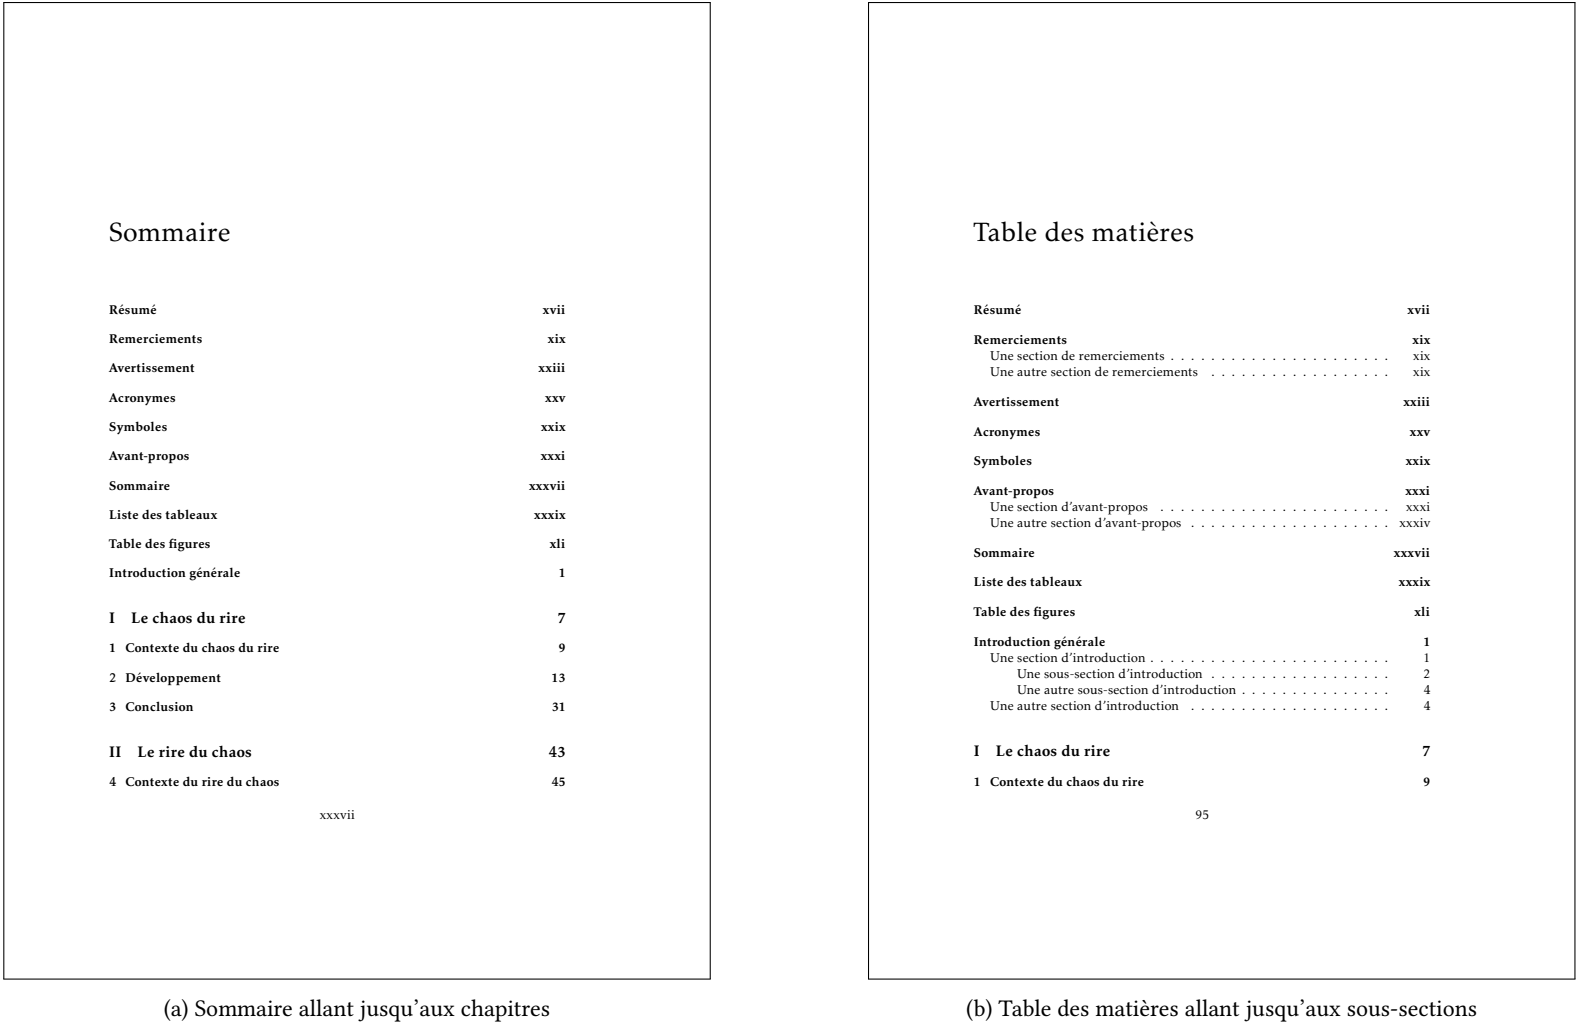 Sommaire
Résumé xvii
Remerciements xix
Avertissement xxiii
Acronymes xxv
Symboles xxix
Avant-propos xxxi
Sommaire xxxvii
Liste des tableaux xxxix
Table des figures xli
Introduction générale 1
I Le chaos du rire 7
1 Contexte du chaos du rire 9
2 Développement 13
3 Conclusion 31
II Le rire du chaos 43
4 Contexte du rire du chaos 45
xxxvii
(a) Sommaire allant jusqu'aux chapitres
Table des matières
Résumé xvii
Remerciements xix
Une section de remerciements . . . . . . . . . . . . . . . . . . . . . . xix
Une autre section de remerciements . . . . . . . . . . . . . . . . . . xix
Avertissement xxiii
Acronymes xxv
Symboles xxix
Avant-propos xxxi
Une section d'avant-propos . . . . . . . . . . . . . . . . . . . . . . . xxxi
Une autre section d'avant-propos . . . . . . . . . . . . . . . . . . . . xxxiv
Sommaire xxxvii
Liste des tableaux xxxix
Table des figures xli
Introduction générale 1
Une section d'introduction . . . . . . . . . . . . . . . . . . . . . . . . 1
Une sous-section d'introduction . . . . . . . . . . . . . . . . . . 2
Une autre sous-section d'introduction . . . . . . . . . . . . . . . 4
Une autre section d'introduction . . . . . . . . . . . . . . . . . . . . 4
I Le chaos du rire 7
1 Contexte du chaos du rire 9
95
(b) Table des matières allant jusqu'aux sous-sections